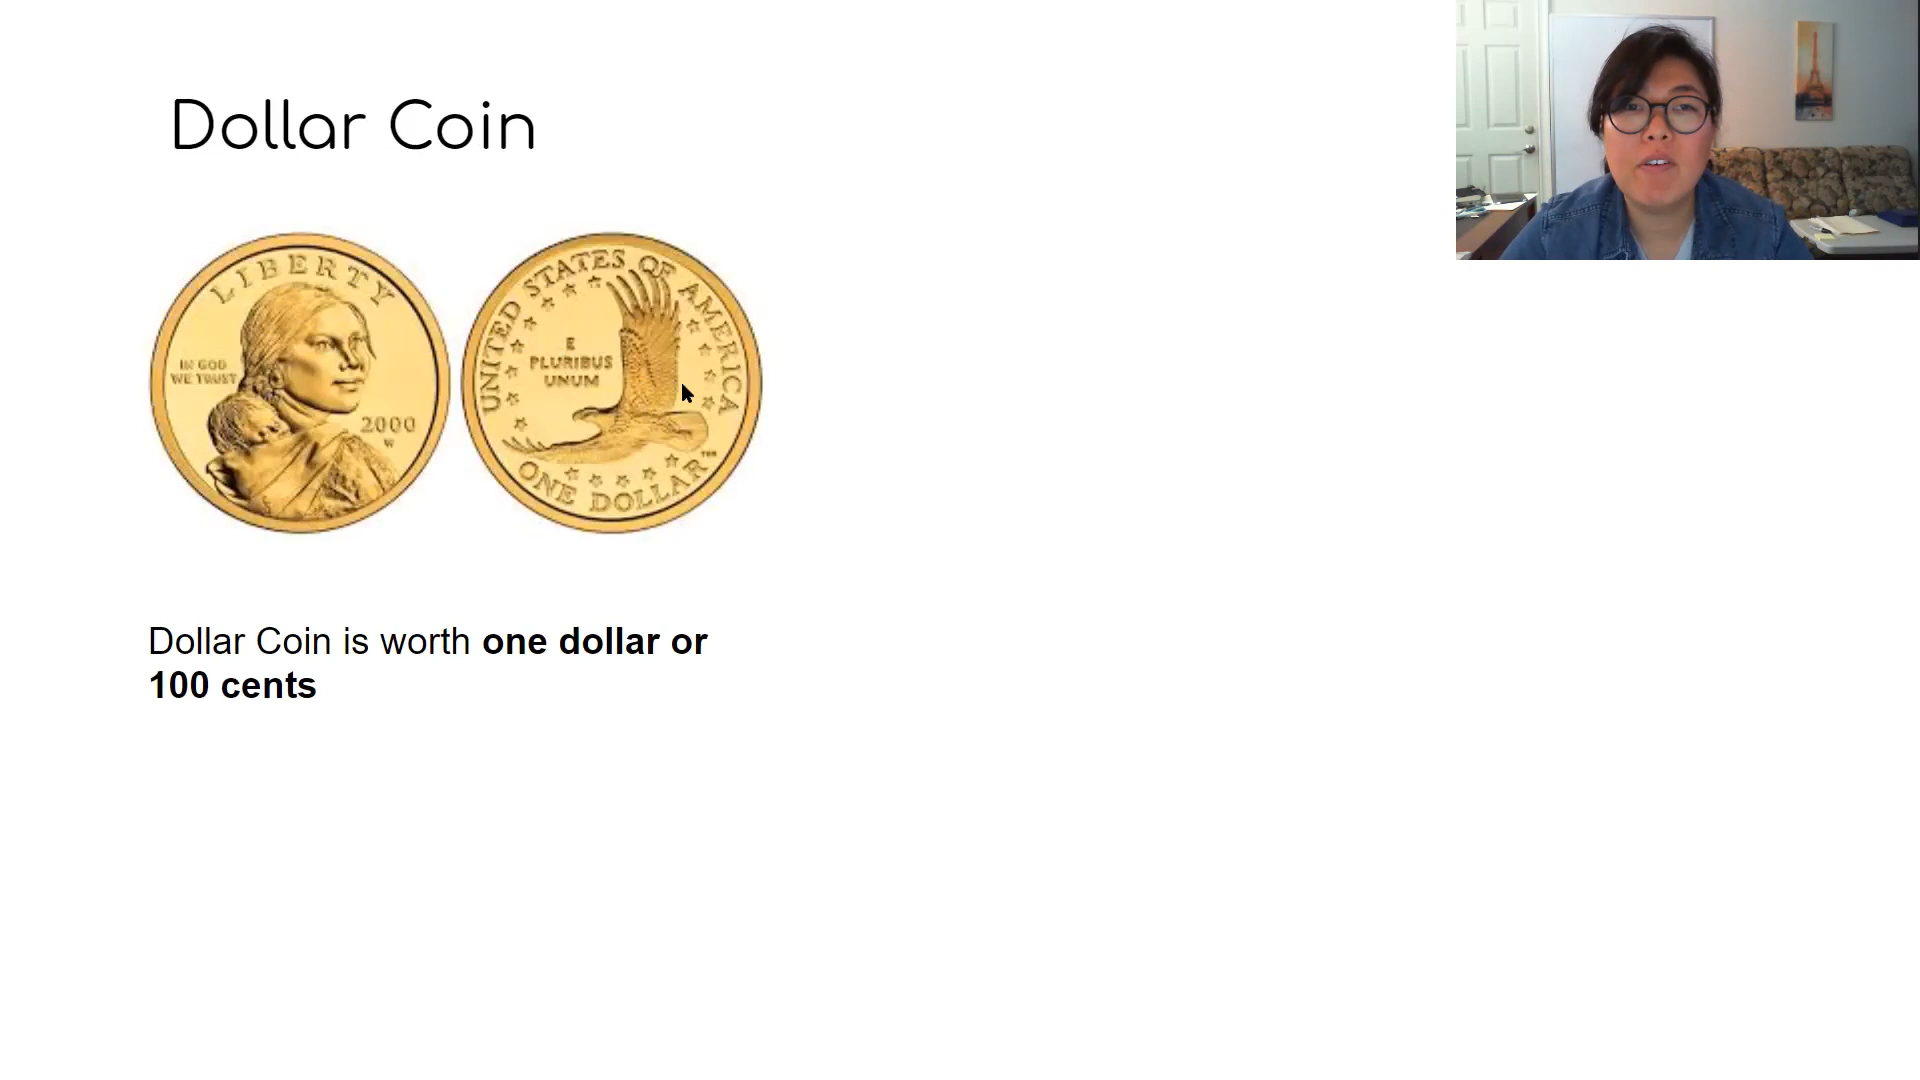 Dollar Coin
LIBERTY
IN GOD
WE TRUST
2000
W
UNITED STATES OF AMERICA
E
PLURIBUS
UNUM
ONE DOLLAR
Dollar Coin is worth one dollar or
100 cents